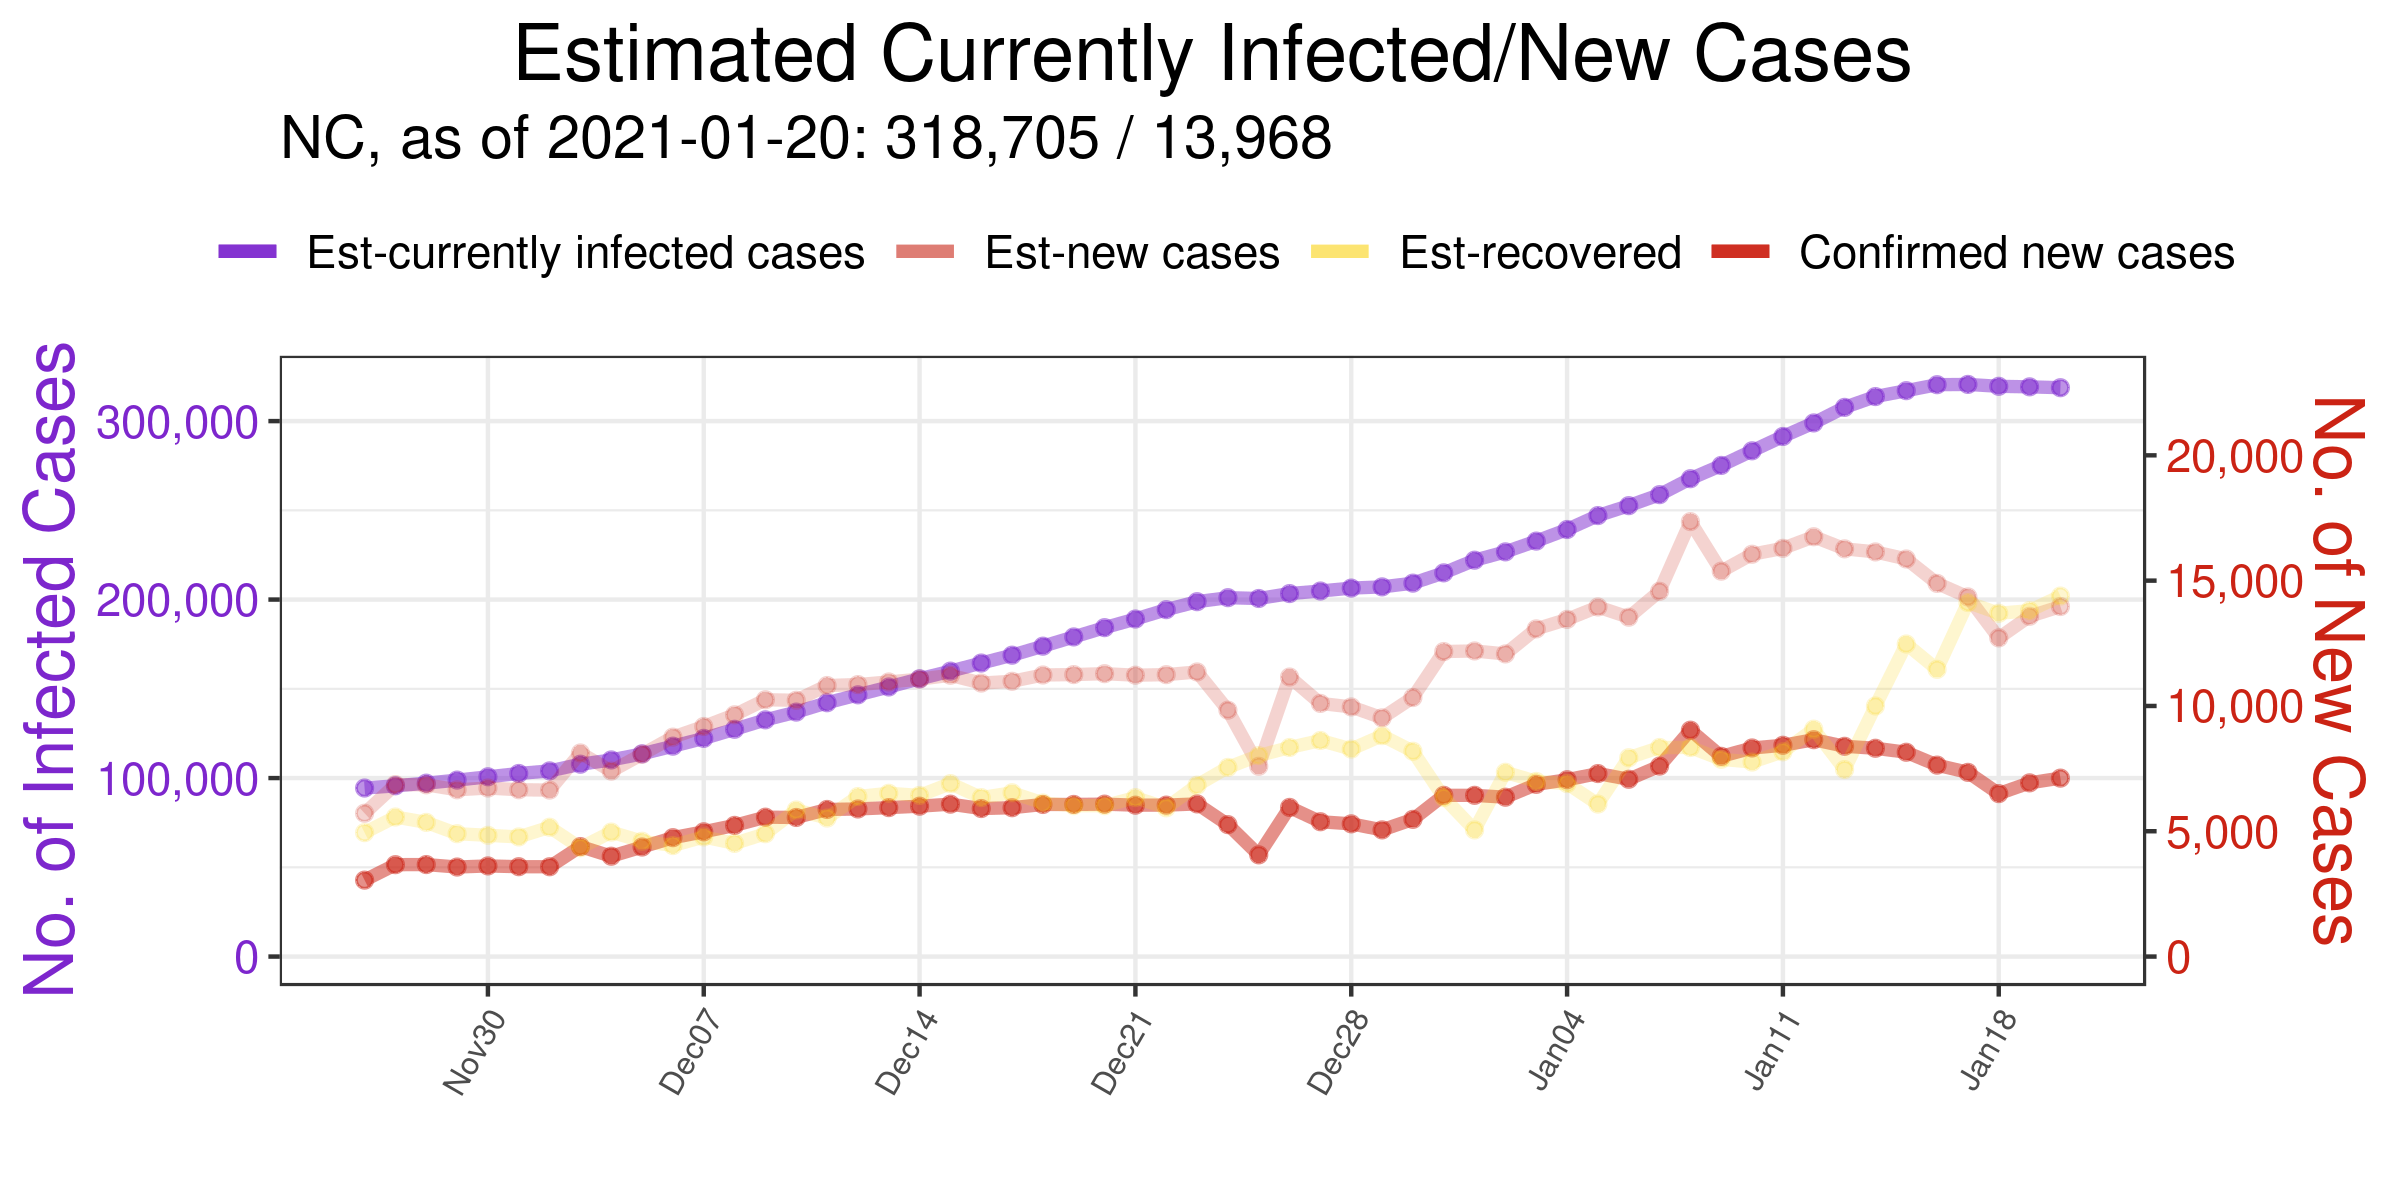 Estimated Currently Infected/New Cases
NC, as of 2021-01-20: 318,705 / 13,968
Est-currently infected cases
Est-new cases
Est-recovered
Confirmed new cases
No. of Infected Cases
300,000
200,000
100,000
0
20,000
15,000
10,000
5,000
0
No. of New Cases
Nov30
Dec07
Dec14
Dec21
Dec28
Jan04
Jan11
Jan18